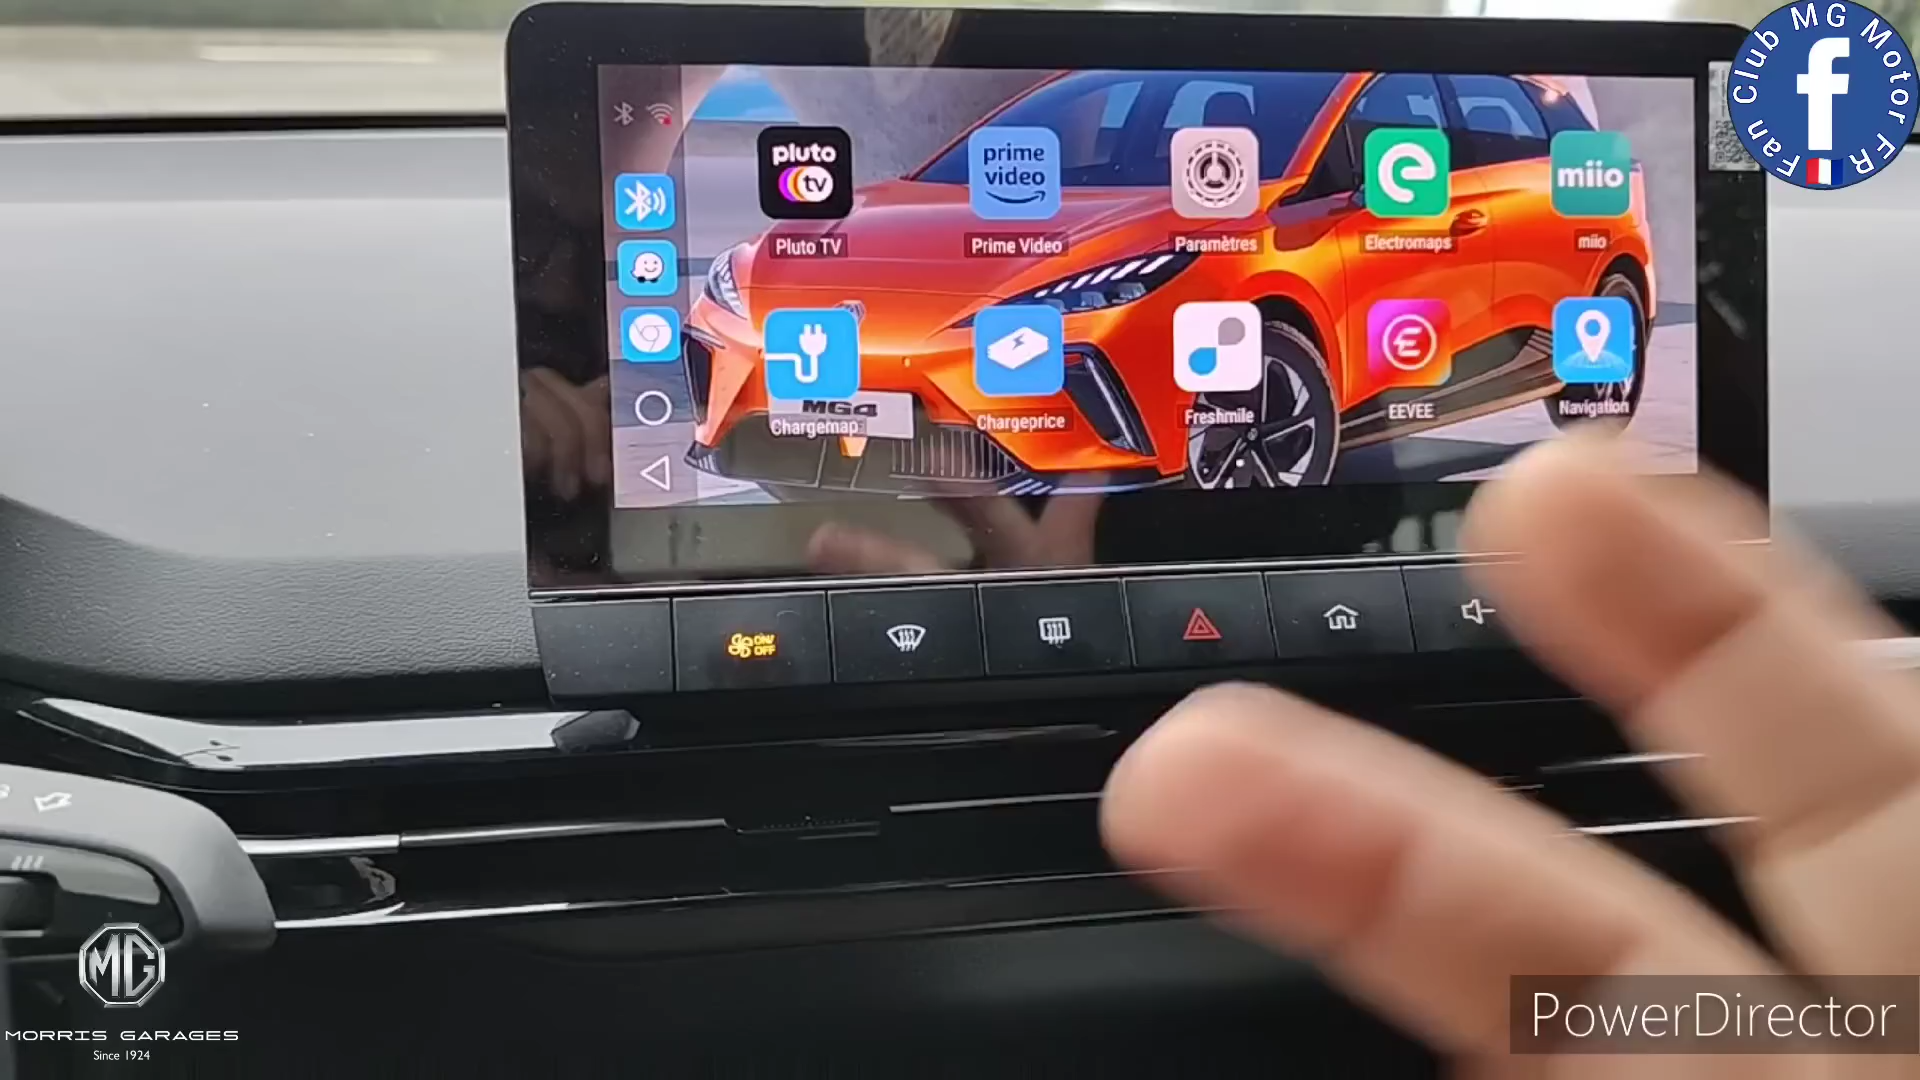 Fan Club MG Motor FR
f
pluto
tv
prime
video
miio
Pluto TV
Prime Video
Paramètres
Electromaps
miio
MG4
Chargemap
Chargeprice
Freshmile
EEVEE
Navigation
ON/
OFF
MG
MORRIS GARAGES
Since 1924
PowerDirector